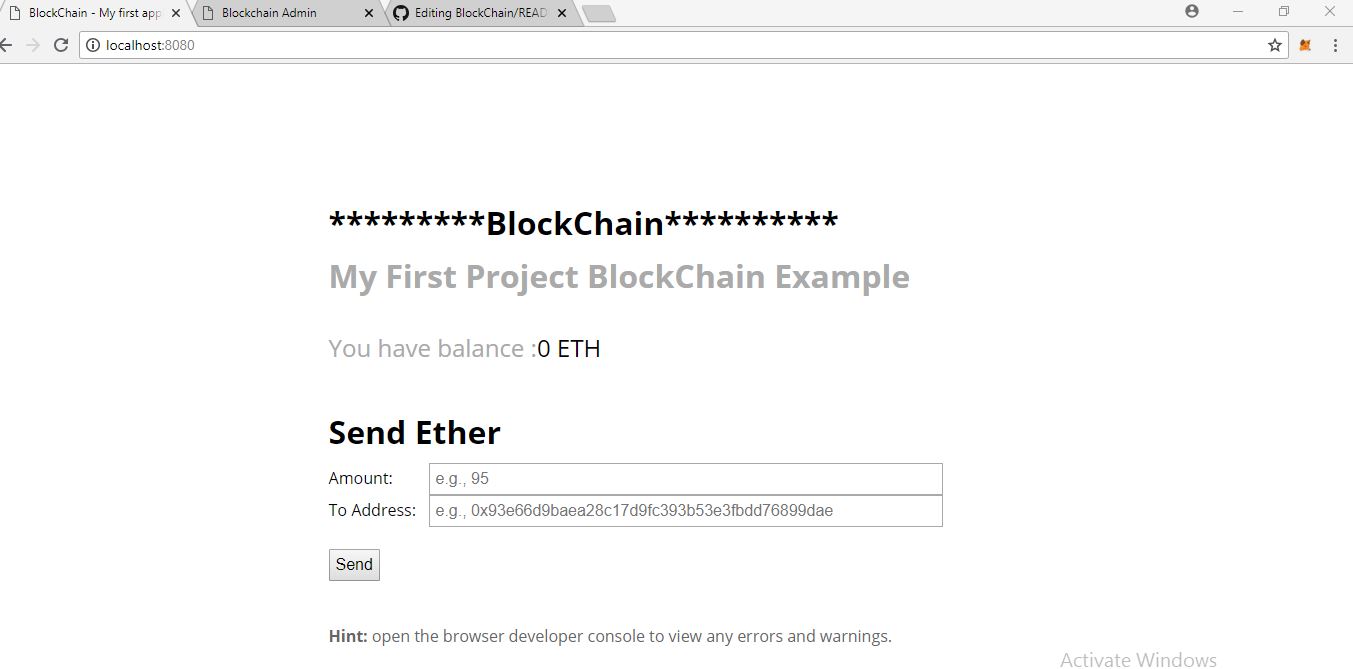 BlockChain - My first app
Blockchain Admin
Editing BlockChain/READ
localhost:8080
*********BlockChain**********
My First Project BlockChain Example
You have balance :0 ETH
Send Ether
Amount: e.g., 95
To Address: e.g., 0x93e66d9baea28c17d9fc393b53e3fbdd76899dae
Send
Hint: open the browser developer console to view any errors and warnings.
Activate Windows